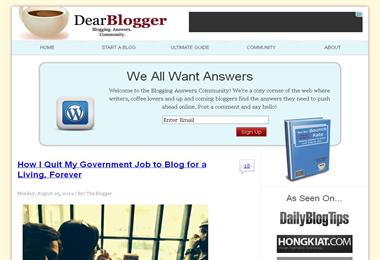 DearBlogger
Blogging. Answers.
Community.
HOME
START A BLOG
ULTIMATE GUIDE
COMMUNITY
ABOUT
We All Want Answers
Welcome to the Blogging Answers Community! We're a cozy corner of the web where
writers, coffee lovers and up and coming bloggers find the answers they need to push
ahead online. Post a comment and say hello!
Enter Email
Sign Up
Bounce
Rate
How I Quit My Government Job to Blog for a
Living, Forever
Monday, August 25, 2014 | By: The Blogger
As Seen On...
DailyBlogTips
HONGKIAT.COM